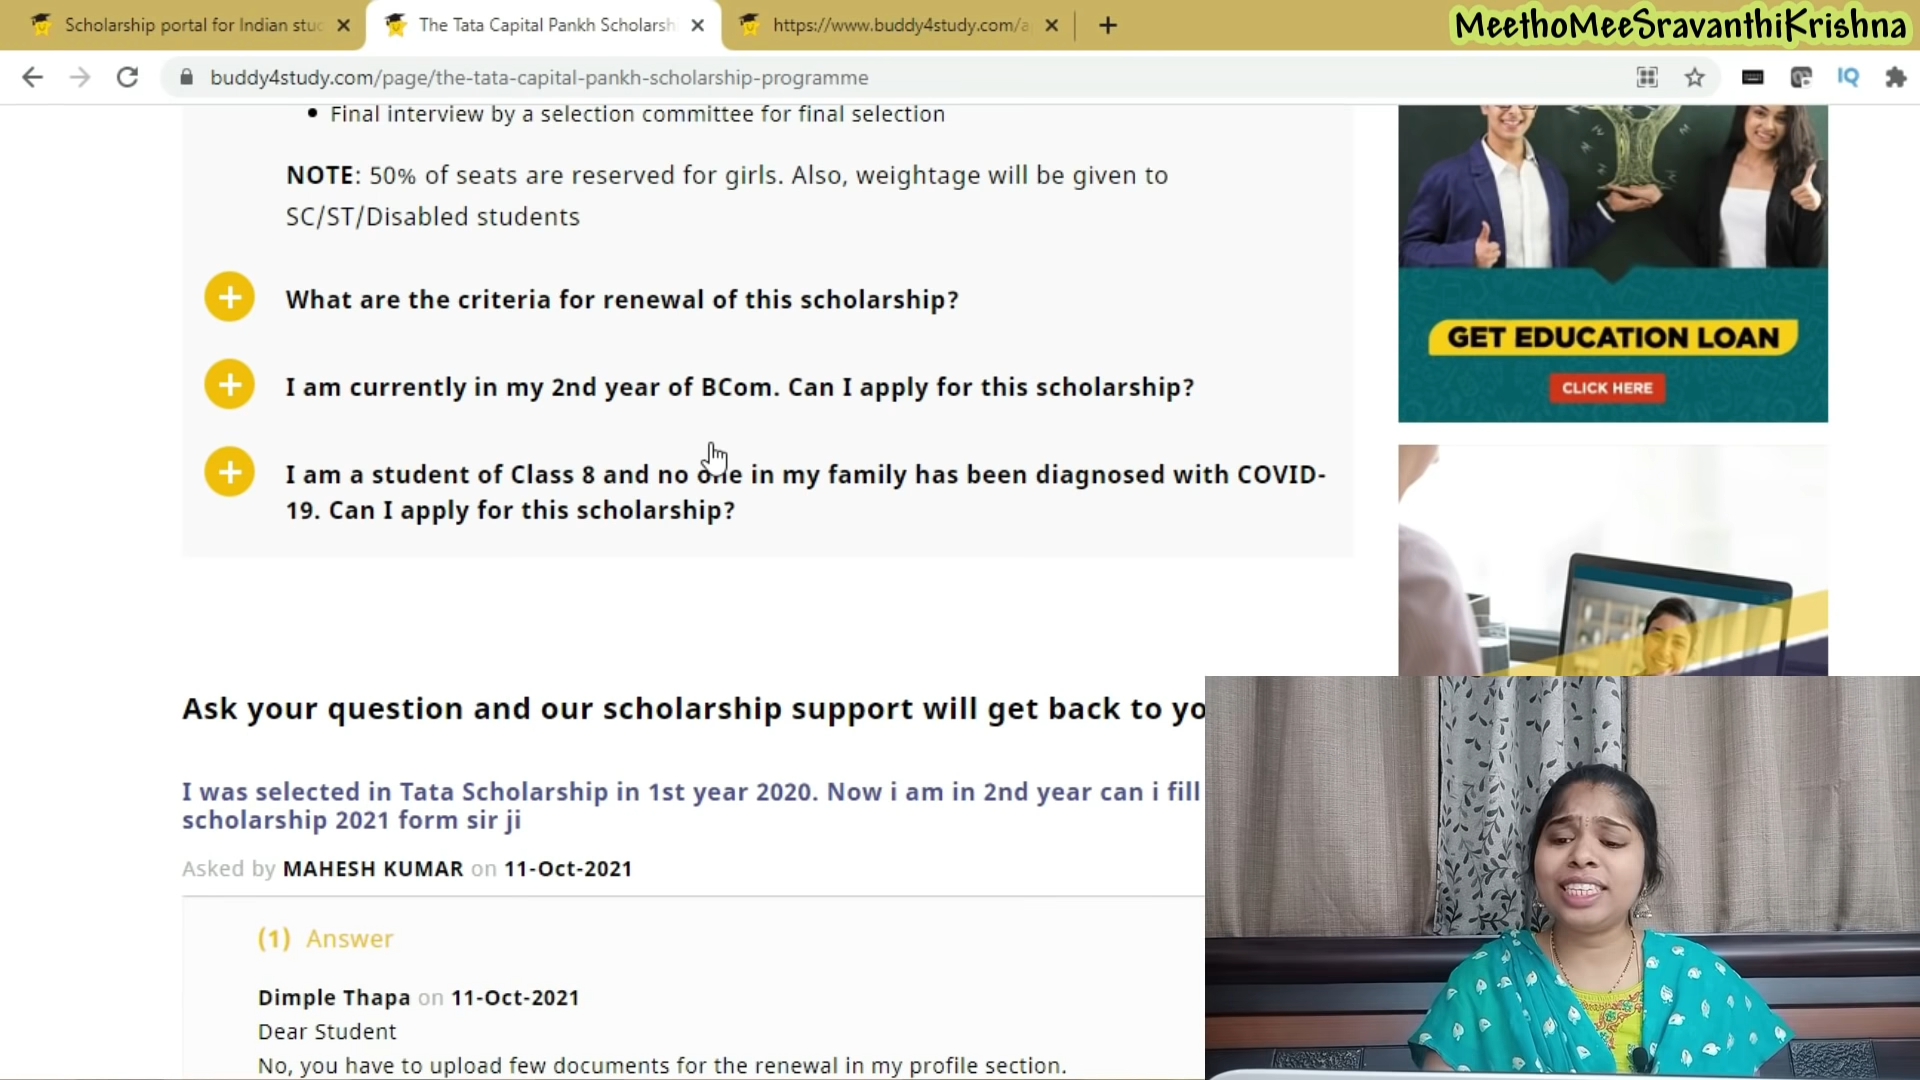 Scholarship portal for Indian stu
The Tata Capital Pankh Scholarsh
https://www.buddy4study.com/a
MeethoMeeSravanthiKrishna
buddy4study.com/page/the-tata-capital-pankh-scholarship-programme
IQ
Final interview by a selection committee for final selection
NOTE: 50% of seats are reserved for girls. Also, weightage will be given to
SC/ST/Disabled students
What are the criteria for renewal of this scholarship?
I am currently in my 2nd year of BCom. Can I apply for this scholarship?
I am a student of Class 8 and no one in my family has been diagnosed with COVID-
19. Can I apply for this scholarship?
GET EDUCATION LOAN
CLICK HERE
Ask your question and our scholarship support will get back to yo
I was selected in Tata Scholarship in 1st year 2020. Now i am in 2nd year can i fill
scholarship 2021 form sir ji
Asked by MAHESH KUMAR on 11-Oct-2021
(1) Answer
Dimple Thapa on 11-Oct-2021
Dear Student
No, you have to upload few documents for the renewal in my profile section.